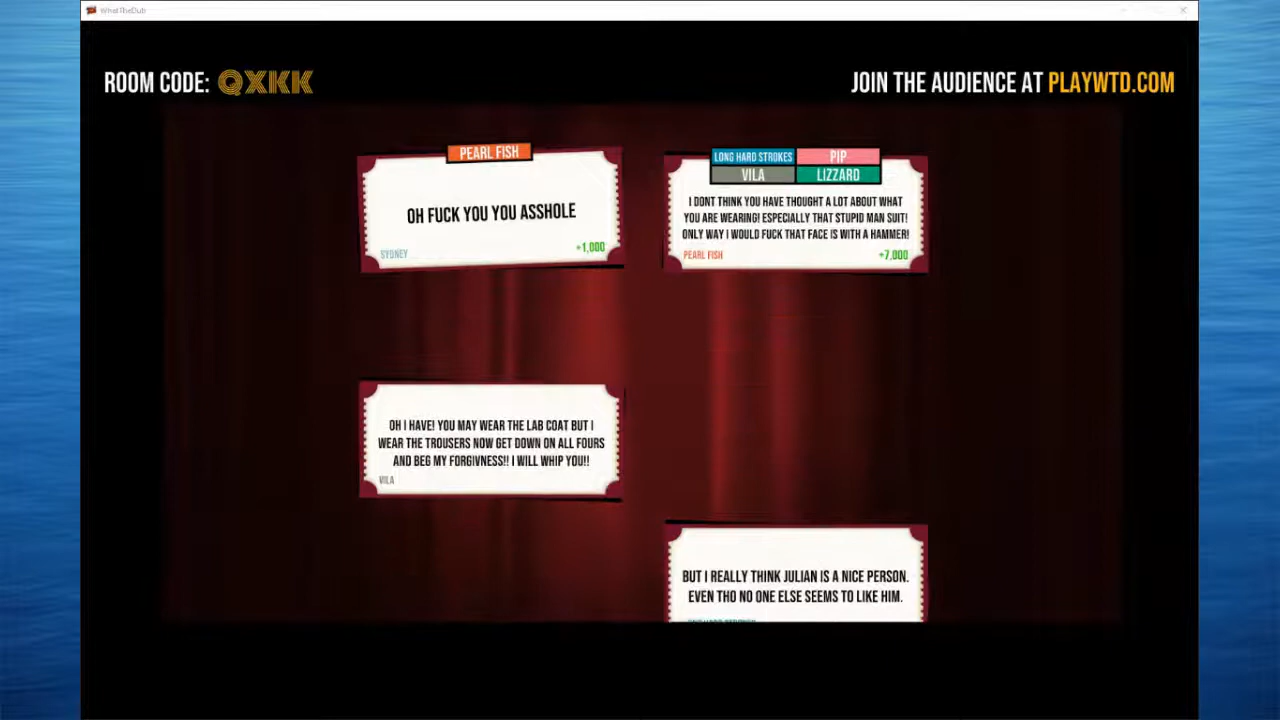 WhatTheDub
ROOM CODE: QXKK
JOIN THE AUDIENCE AT PLAYWTD.COM
PEARL FISH
OH FUCK YOU YOU ASSHOLE
SYDNEY
+1,000
LONG HARD STROKES
PIP
VILA
LIZZARD
I DONT THINK YOU HAVE THOUGHT A LOT ABOUT WHAT
YOU ARE WEARING! ESPECIALLY THAT STUPID MAN SUIT!
ONLY WAY I WOULD FUCK THAT FACE IS WITH A HAMMER!
PEARL FISH
+7,000
OH I HAVE! YOU MAY WEAR THE LAB COAT BUT I
WEAR THE TROUSERS NOW GET DOWN ON ALL FOURS
AND BEG MY FORGIVNESS!! I WILL WHIP YOU!!
VILA
BUT I REALLY THINK JULIAN IS A NICE PERSON.
EVEN THO NO ONE ELSE SEEMS TO LIKE HIM.